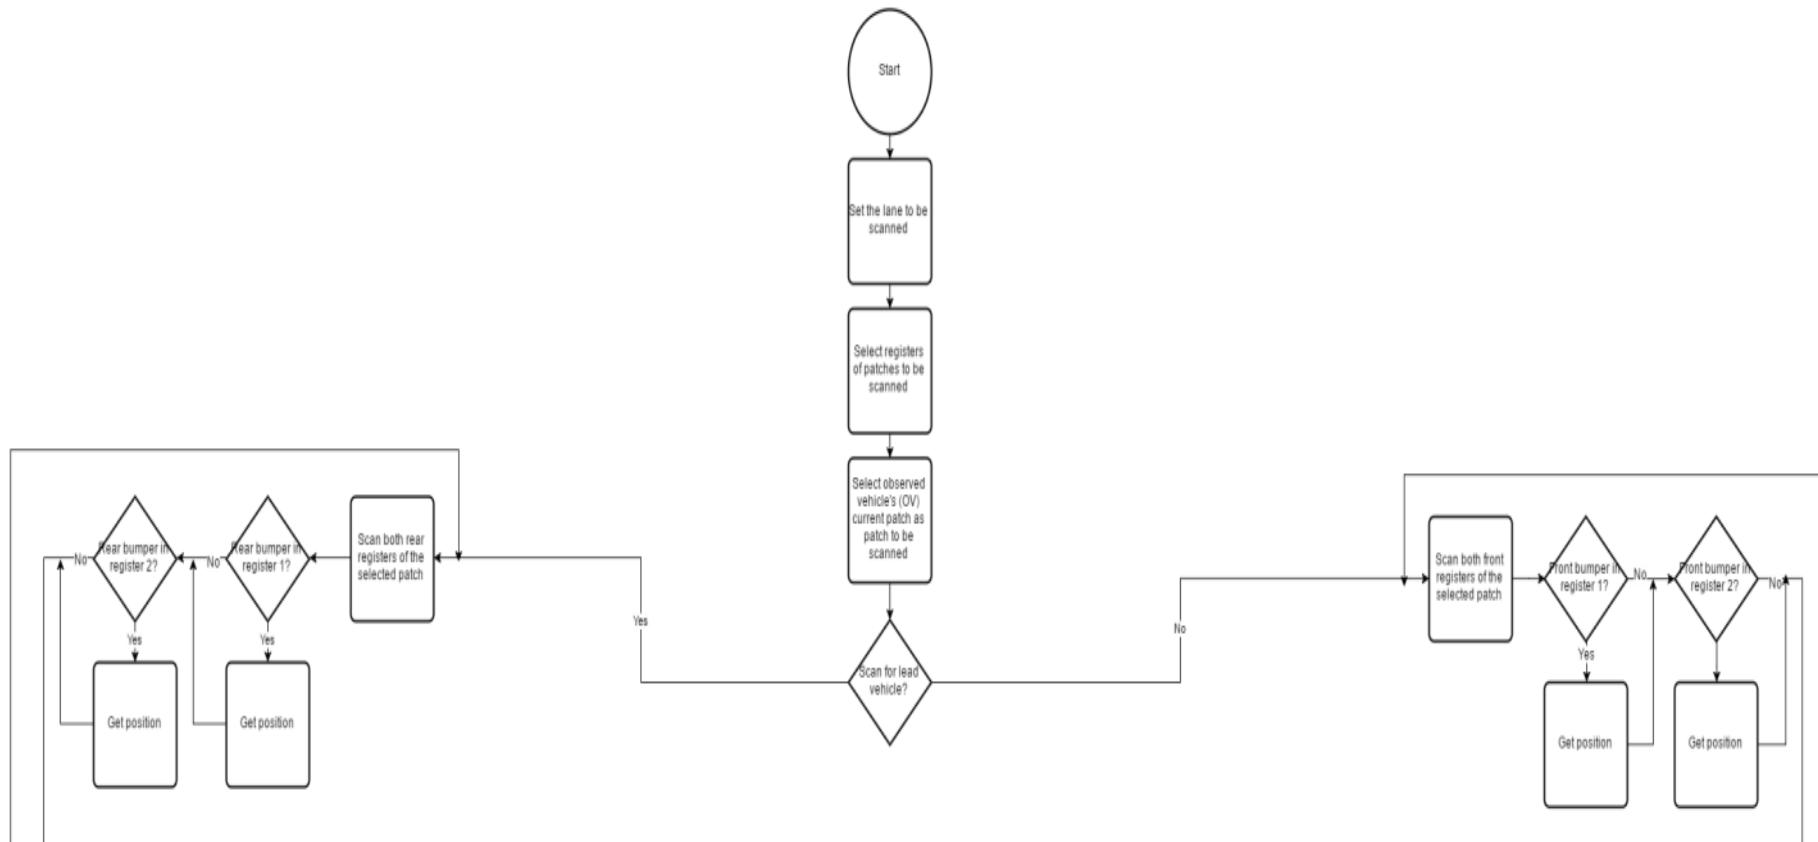 Start
Set the lane to be
scanned
Select registers
of patches to be
scanned
Select observed
vehicle's (OV)
current patch as
patch to be
scanned
Scan for lead
vehicle?
Yes
No
Scan both rear
registers of the
selected patch
Rear bumper in
register 1?
No
Yes
Get position
Rear bumper in
register 2?
No
Yes
Get position
Scan both front
registers of the
selected patch
Front bumper in
register 1?
No
Yes
Get position
Front bumper in
register 2?
No
Get position